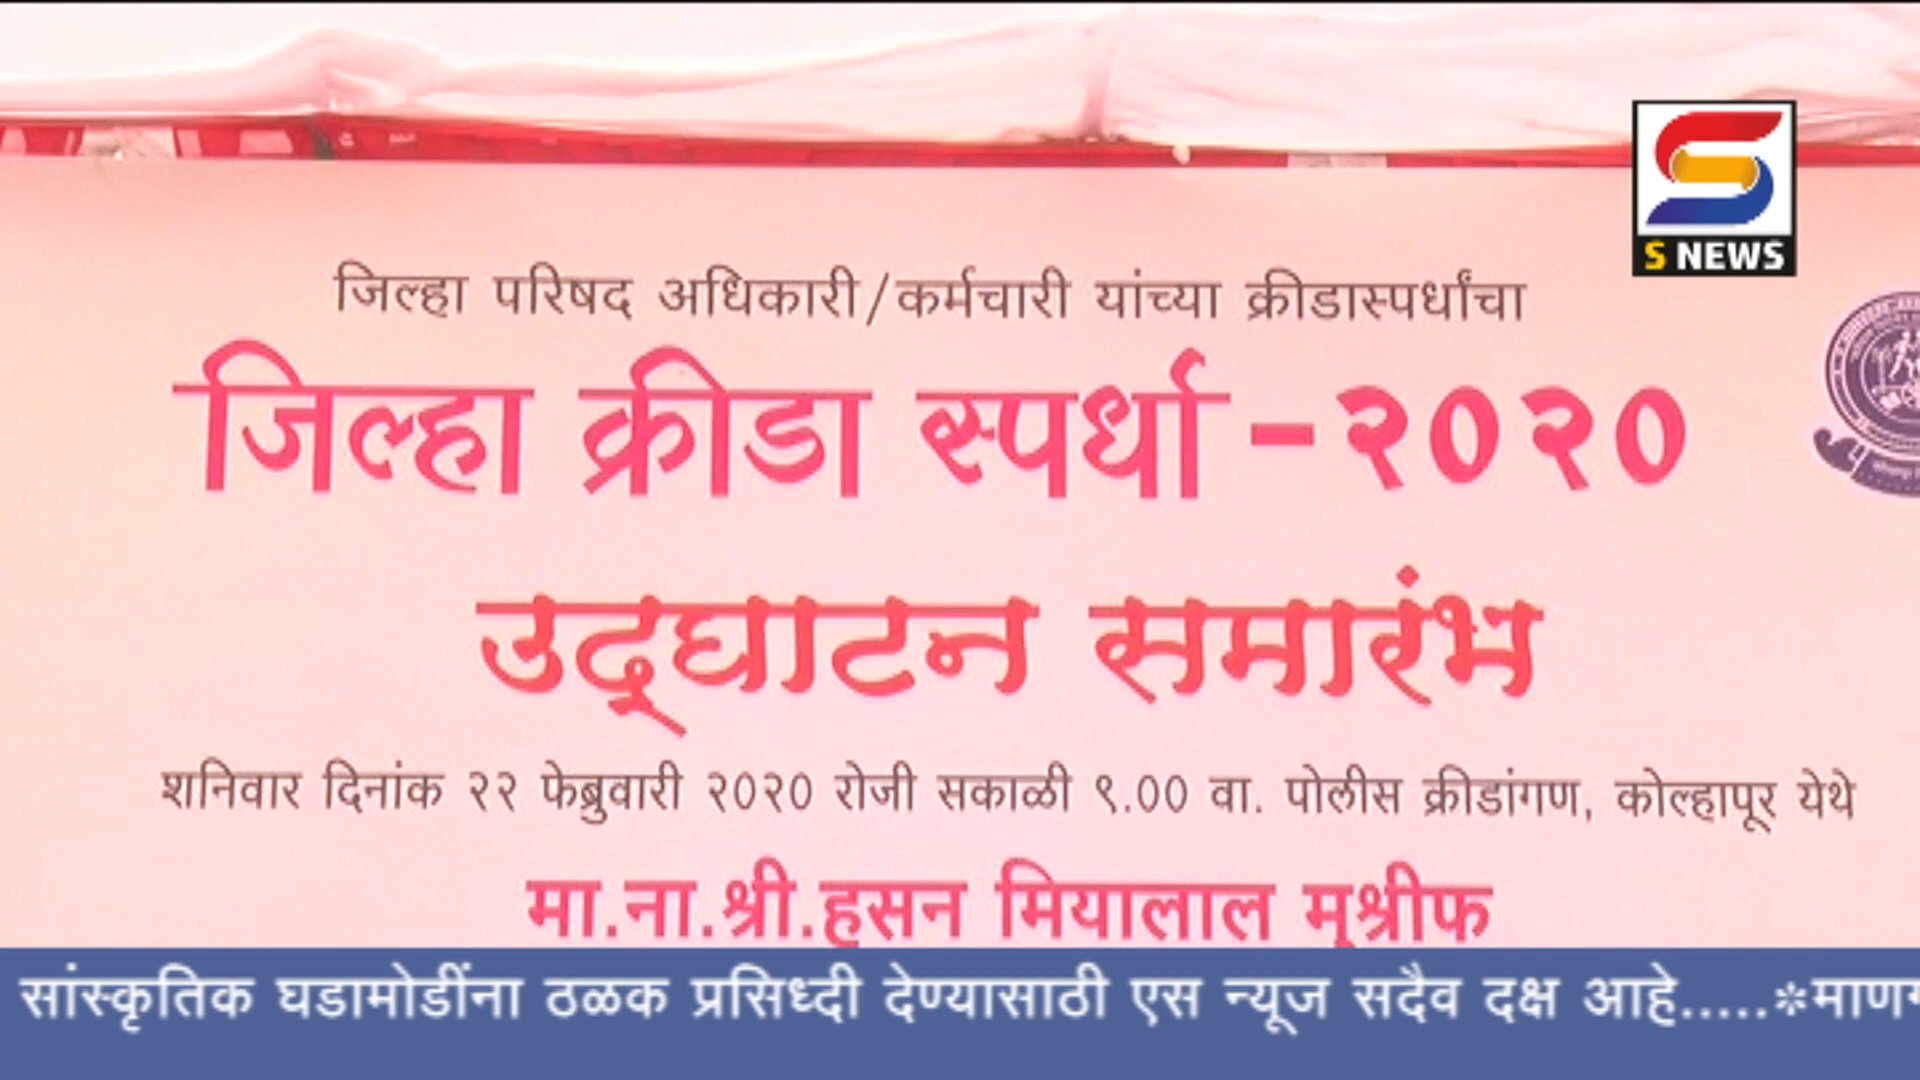 S NEWS
जिल्हा परिषद अधिकारी/कर्मचारी यांच्या क्रीडास्पर्धांचा
जिल्हा क्रीडा स्पर्धा -२०२०
उद्‌घाटन समारंभ
शनिवार दिनांक २२ फेब्रुवारी २०२० रोजी सकाळी ९.00 वा. पोलीस क्रीडांगण, कोल्हापूर येथे
मा.ना.श्री.हसन मियालाल मुश्रीफ
सांस्कृतिक घडामोडींना ठळक प्रसिध्दी देण्यासाठी एस न्यूज सदैव दक्ष आहे.....*